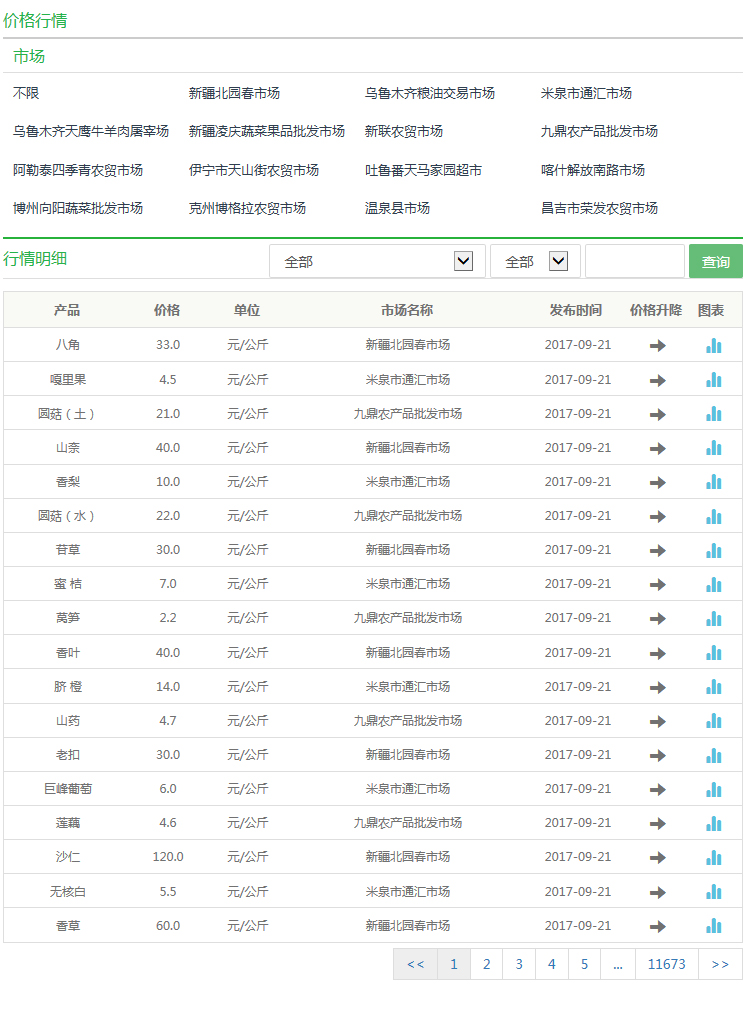 价格行情
市场
不限 新疆北园春市场 乌鲁木齐粮油交易市场 米泉市通汇市场
乌鲁木齐天鹰牛羊肉屠宰场 新疆凌庆蔬菜果品批发市场 新联农贸市场 九鼎农产品批发市场
阿勒泰四季青农贸市场 伊宁市天山街农贸市场 吐鲁番天马家园超市 喀什解放南路市场
博州向阳蔬菜批发市场 克州博格拉农贸市场 温泉县市场 昌吉市荣发农贸市场
行情明细 全部 全部 查询
产品 价格 单位 市场名称 发布时间 价格升降 图表
八角 33.0 元/公斤 新疆北园春市场 2017-09-21
嘎里果 4.5 元/公斤 米泉市通汇市场 2017-09-21
圆菇（土） 21.0 元/公斤 九鼎农产品批发市场 2017-09-21
山柰 40.0 元/公斤 新疆北园春市场 2017-09-21
香梨 10.0 元/公斤 米泉市通汇市场 2017-09-21
圆菇（水） 22.0 元/公斤 九鼎农产品批发市场 2017-09-21
苷草 30.0 元/公斤 新疆北园春市场 2017-09-21
蜜 桔 7.0 元/公斤 米泉市通汇市场 2017-09-21
莴笋 2.2 元/公斤 九鼎农产品批发市场 2017-09-21
香叶 40.0 元/公斤 新疆北园春市场 2017-09-21
脐 橙 14.0 元/公斤 米泉市通汇市场 2017-09-21
山药 4.7 元/公斤 九鼎农产品批发市场 2017-09-21
老扣 30.0 元/公斤 新疆北园春市场 2017-09-21
巨峰葡萄 6.0 元/公斤 米泉市通汇市场 2017-09-21
莲藕 4.6 元/公斤 九鼎农产品批发市场 2017-09-21
沙仁 120.0 元/公斤 新疆北园春市场 2017-09-21
无核白 5.5 元/公斤 米泉市通汇市场 2017-09-21
香草 60.0 元/公斤 新疆北园春市场 2017-09-21
<< 1 2 3 4 5 ... 11673 >>